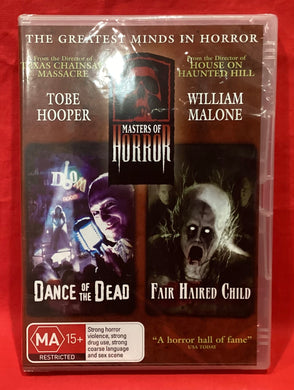 THE GREATEST MINDS IN HORROR
From the Director of
TEXAS CHAINSAW
MASSACRE
TOBE
HOOPER
From the Director of
HOUSE ON
HAUNTED HILL
WILLIAM
MALONE
MASTERS OF
HORROR
DANCE OF THE DEAD
FAIR HAIRED CHILD
MA 15+
RESTRICTED
Strong horror
violence, strong
drug use, strong
coarse language
and sex scene
"A horror hall of fame"
USA TODAY